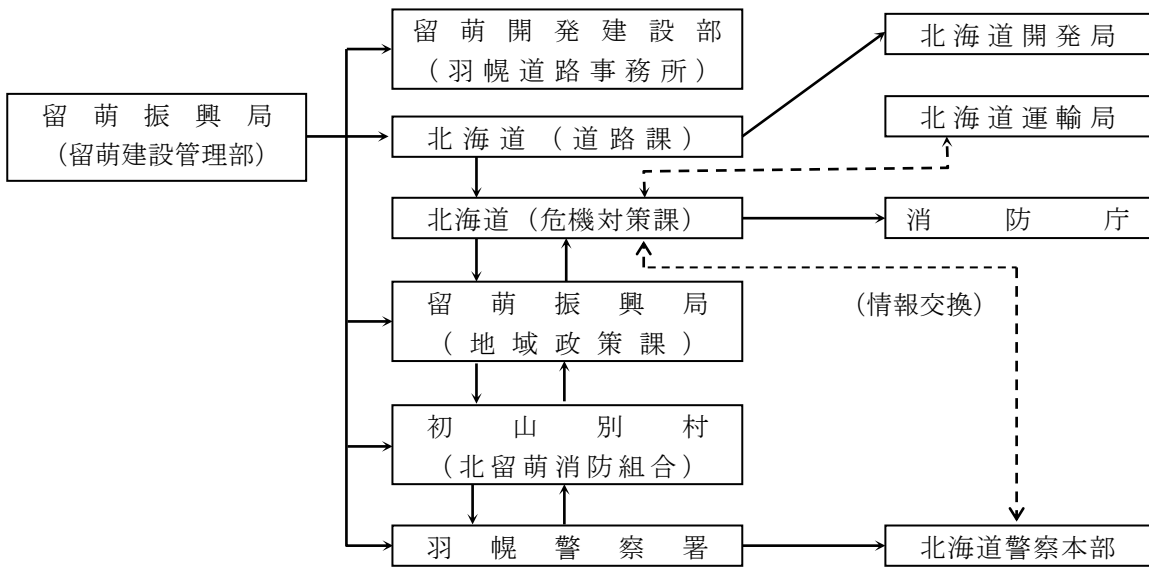 留萌振興局
(留萌建設管理部)
留萌開発建設部
(羽幌道路事務所)
北海道(道路課)
北海道(危機対策課)
留萌振興局
(地域政策課)
初山別村
(北留萌消防組合)
羽幌警察署
北海道開発局
北海道運輸局
消防庁
(情報交換)
北海道警察本部